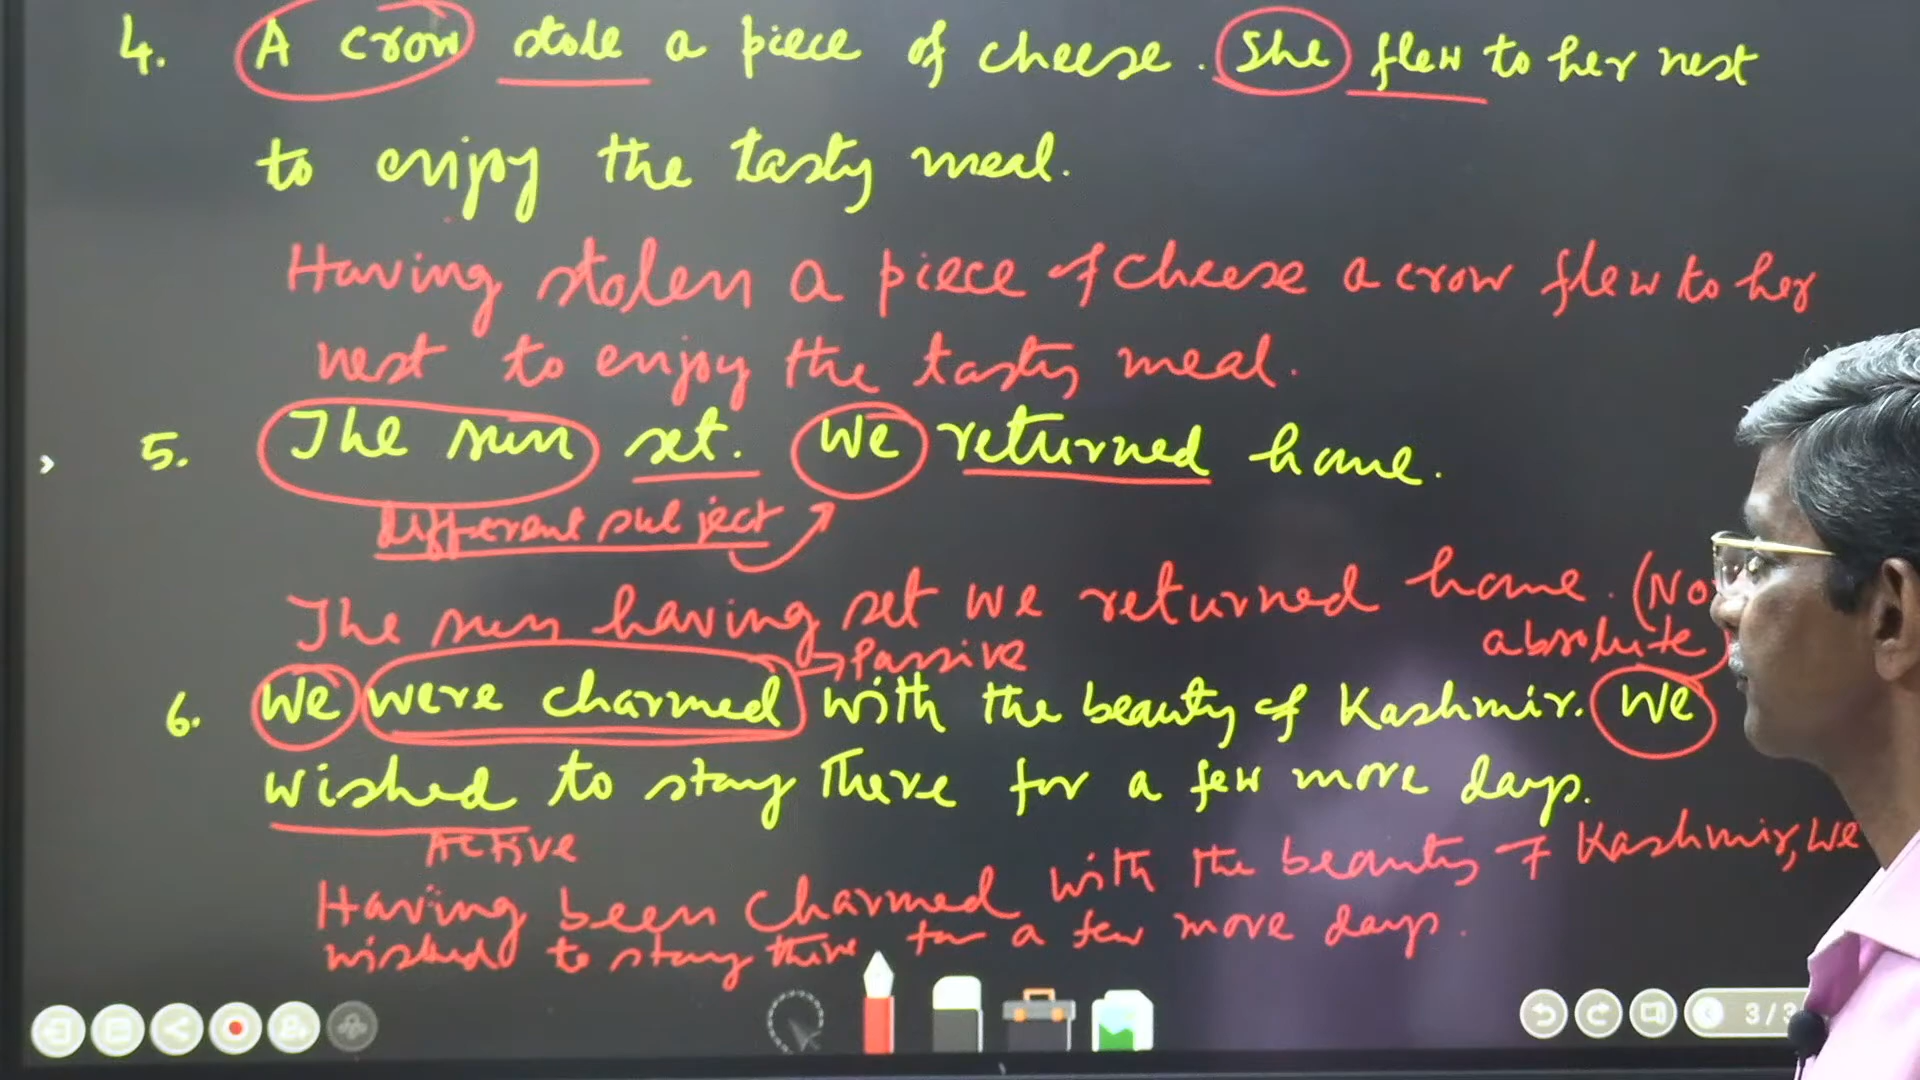 4. A crow stole a piece of cheese. She flew to her nest
to enjoy the tasty meal.
Having stolen a piece of cheese a crow flew to her
nest to enjoy the tasty meal.
5. The sun set. We returned home.
different subject
The sun having set we returned home. (No
absolute
Passive
6. We were charmed with the beauty of Kashmir. We
wished to stay there for a few more days.
Active
Having been charmed with the beauty of Kashmir, we
wished to stay there for a few more days.
3/3